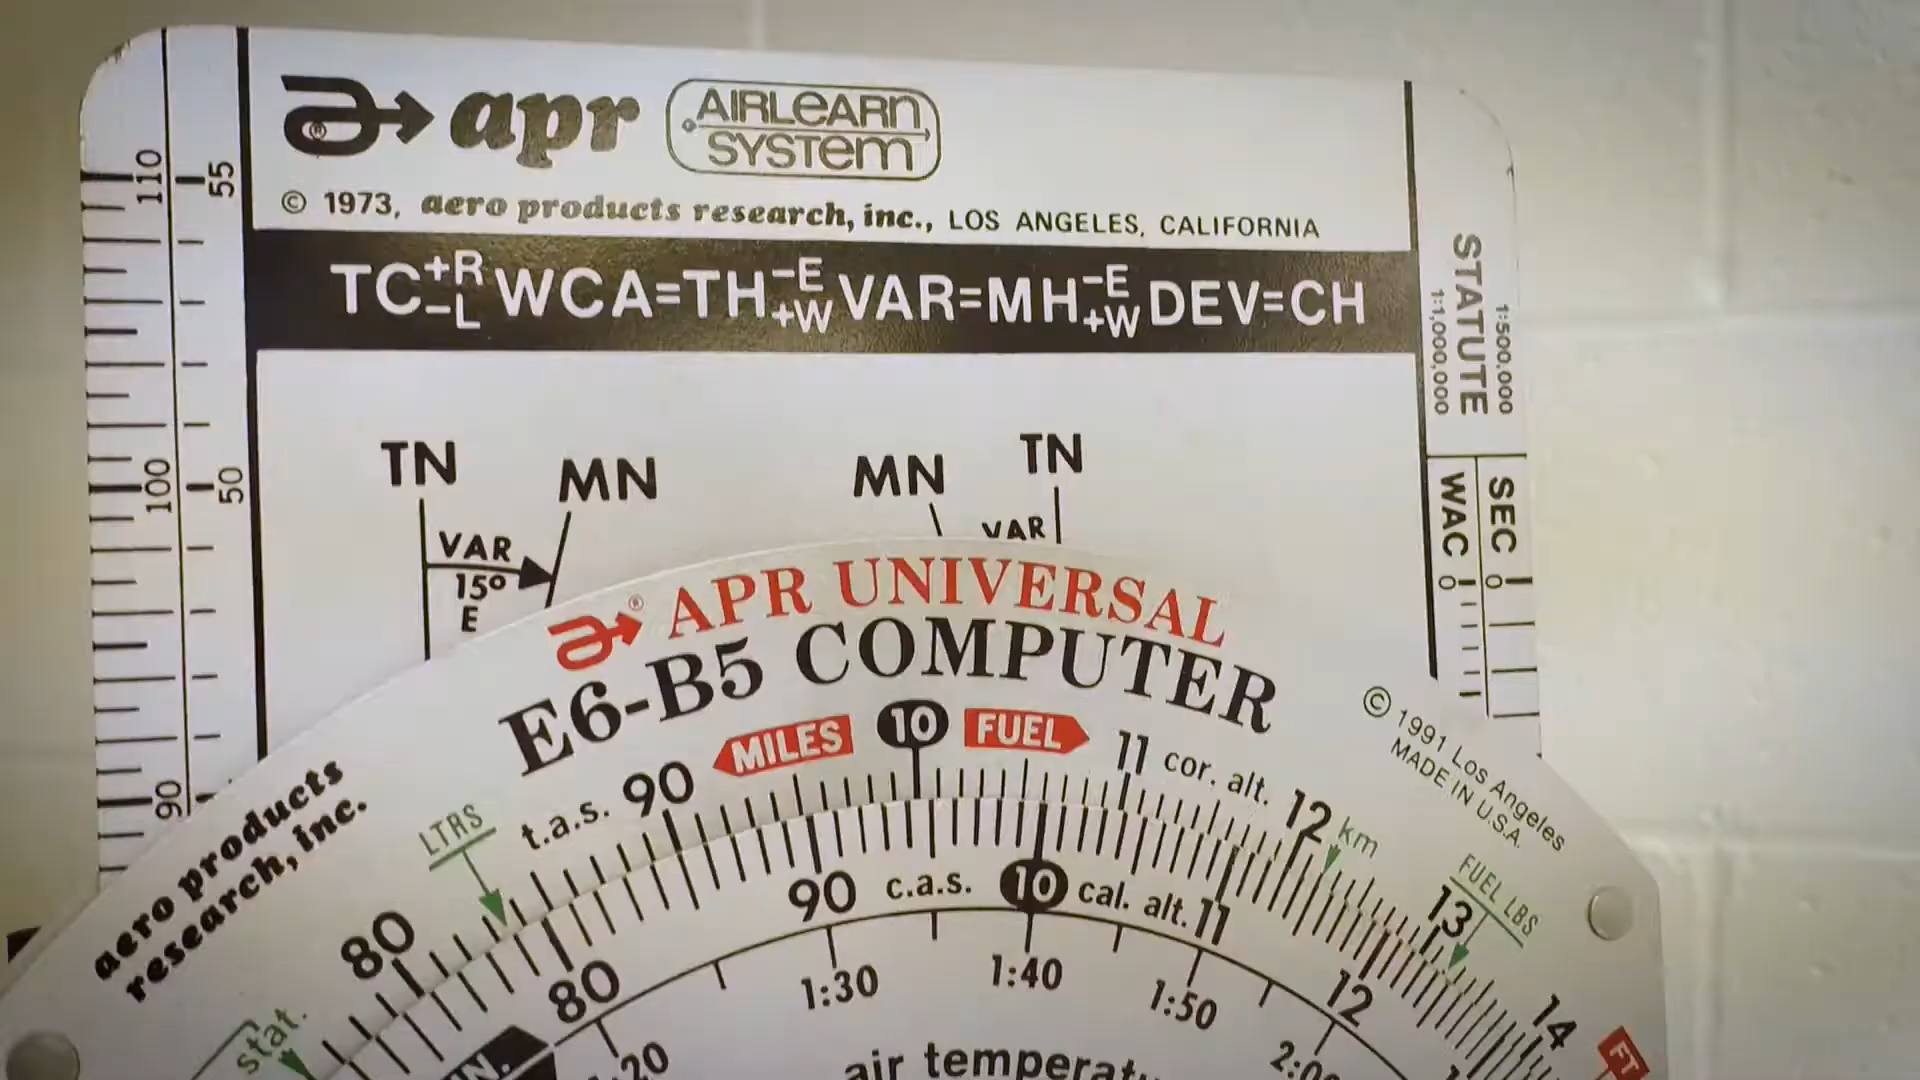 apr AIRLEARN SYSTEM
© 1973, aero products research, inc., LOS ANGELES, CALIFORNIA
TC +R -L WCA=TH -E +W VAR=MH -E +W DEV=CH
110 55
100 50
90
STATUTE
1:500,000
1:1,000,000
SEC
WAC
0 0
TN MN MN TN
VAR 15° E
VAR
® APR UNIVERSAL
E6-B5 COMPUTER
aero products research, inc.
© 1991 Los Angeles
MADE IN U.S.A.
MILES 10 FUEL
stat. 80 LTRS t.a.s. 90 11 cor. alt. 12 km 13 FUEL LBS 14 FT
80 90 c.a.s. 10 cal. alt. 11 12
1:30 1:40 1:50
air